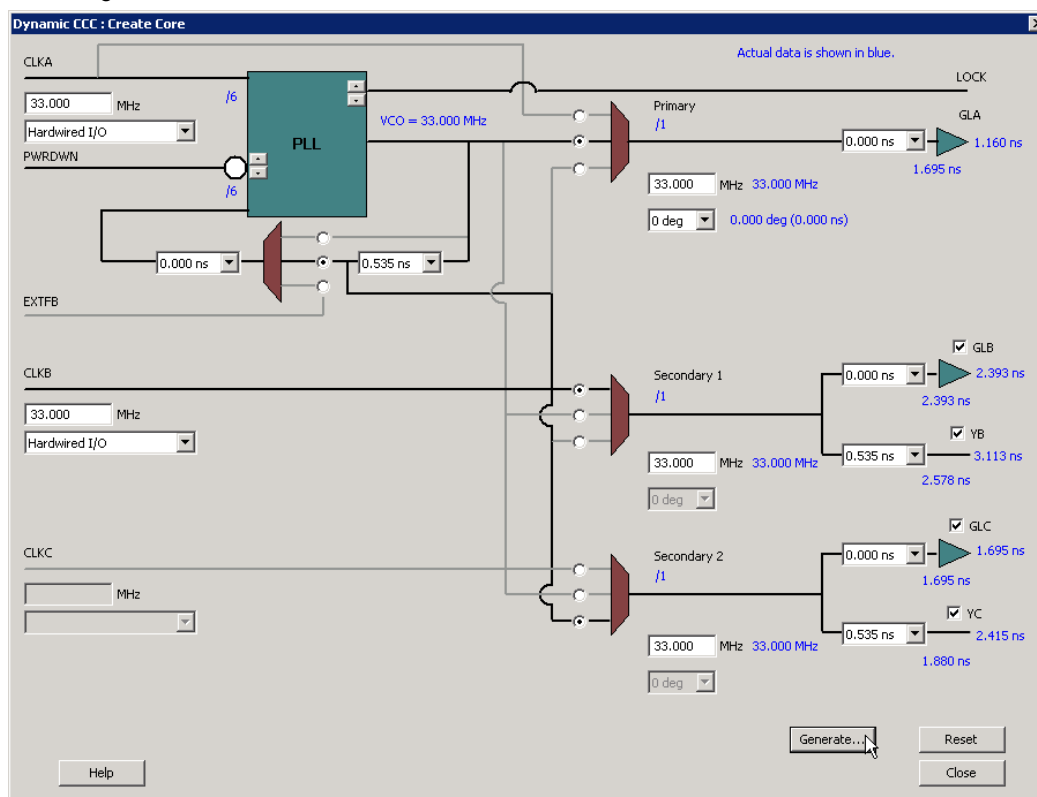 Dynamic CCC : Create Core
Actual data is shown in blue.
CLKA
LOCK
33.000 MHz
/6
Hardwired I/O
PWRDWN
/6
PLL
VCO = 33.000 MHz
Primary
/1
GLA
0.000 ns
1.160 ns
1.695 ns
33.000 MHz 33.000 MHz
0 deg 0.000 deg (0.000 ns)
0.000 ns
0.535 ns
EXTFB
CLKB
33.000 MHz
Hardwired I/O
Secondary 1
/1
GLB
0.000 ns
2.393 ns
2.393 ns
YB
33.000 MHz 33.000 MHz
0.535 ns
3.113 ns
0 deg
2.578 ns
CLKC
MHz
Secondary 2
/1
GLC
0.000 ns
1.695 ns
1.695 ns
YC
33.000 MHz 33.000 MHz
0.535 ns
2.415 ns
0 deg
1.880 ns
Generate...
Reset
Help
Close